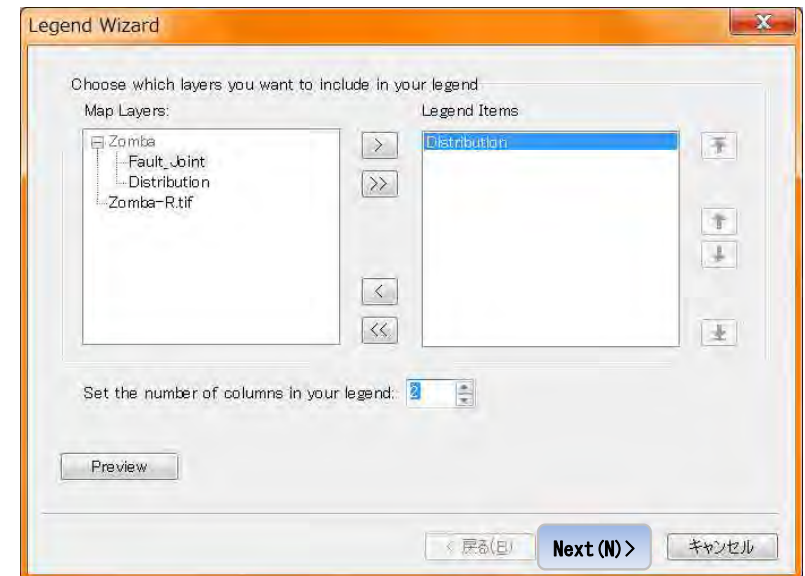 Legend Wizard
Choose which layers you want to include in your legend
Map Layers:
Legend Items
Zomba
Fault_Joint
Distribution
Zomba-R.tif
>
>>
<
<<
Distribution
Set the number of columns in your legend:
2
Preview
< 戻る(B)
Next(N)>
キャンセル